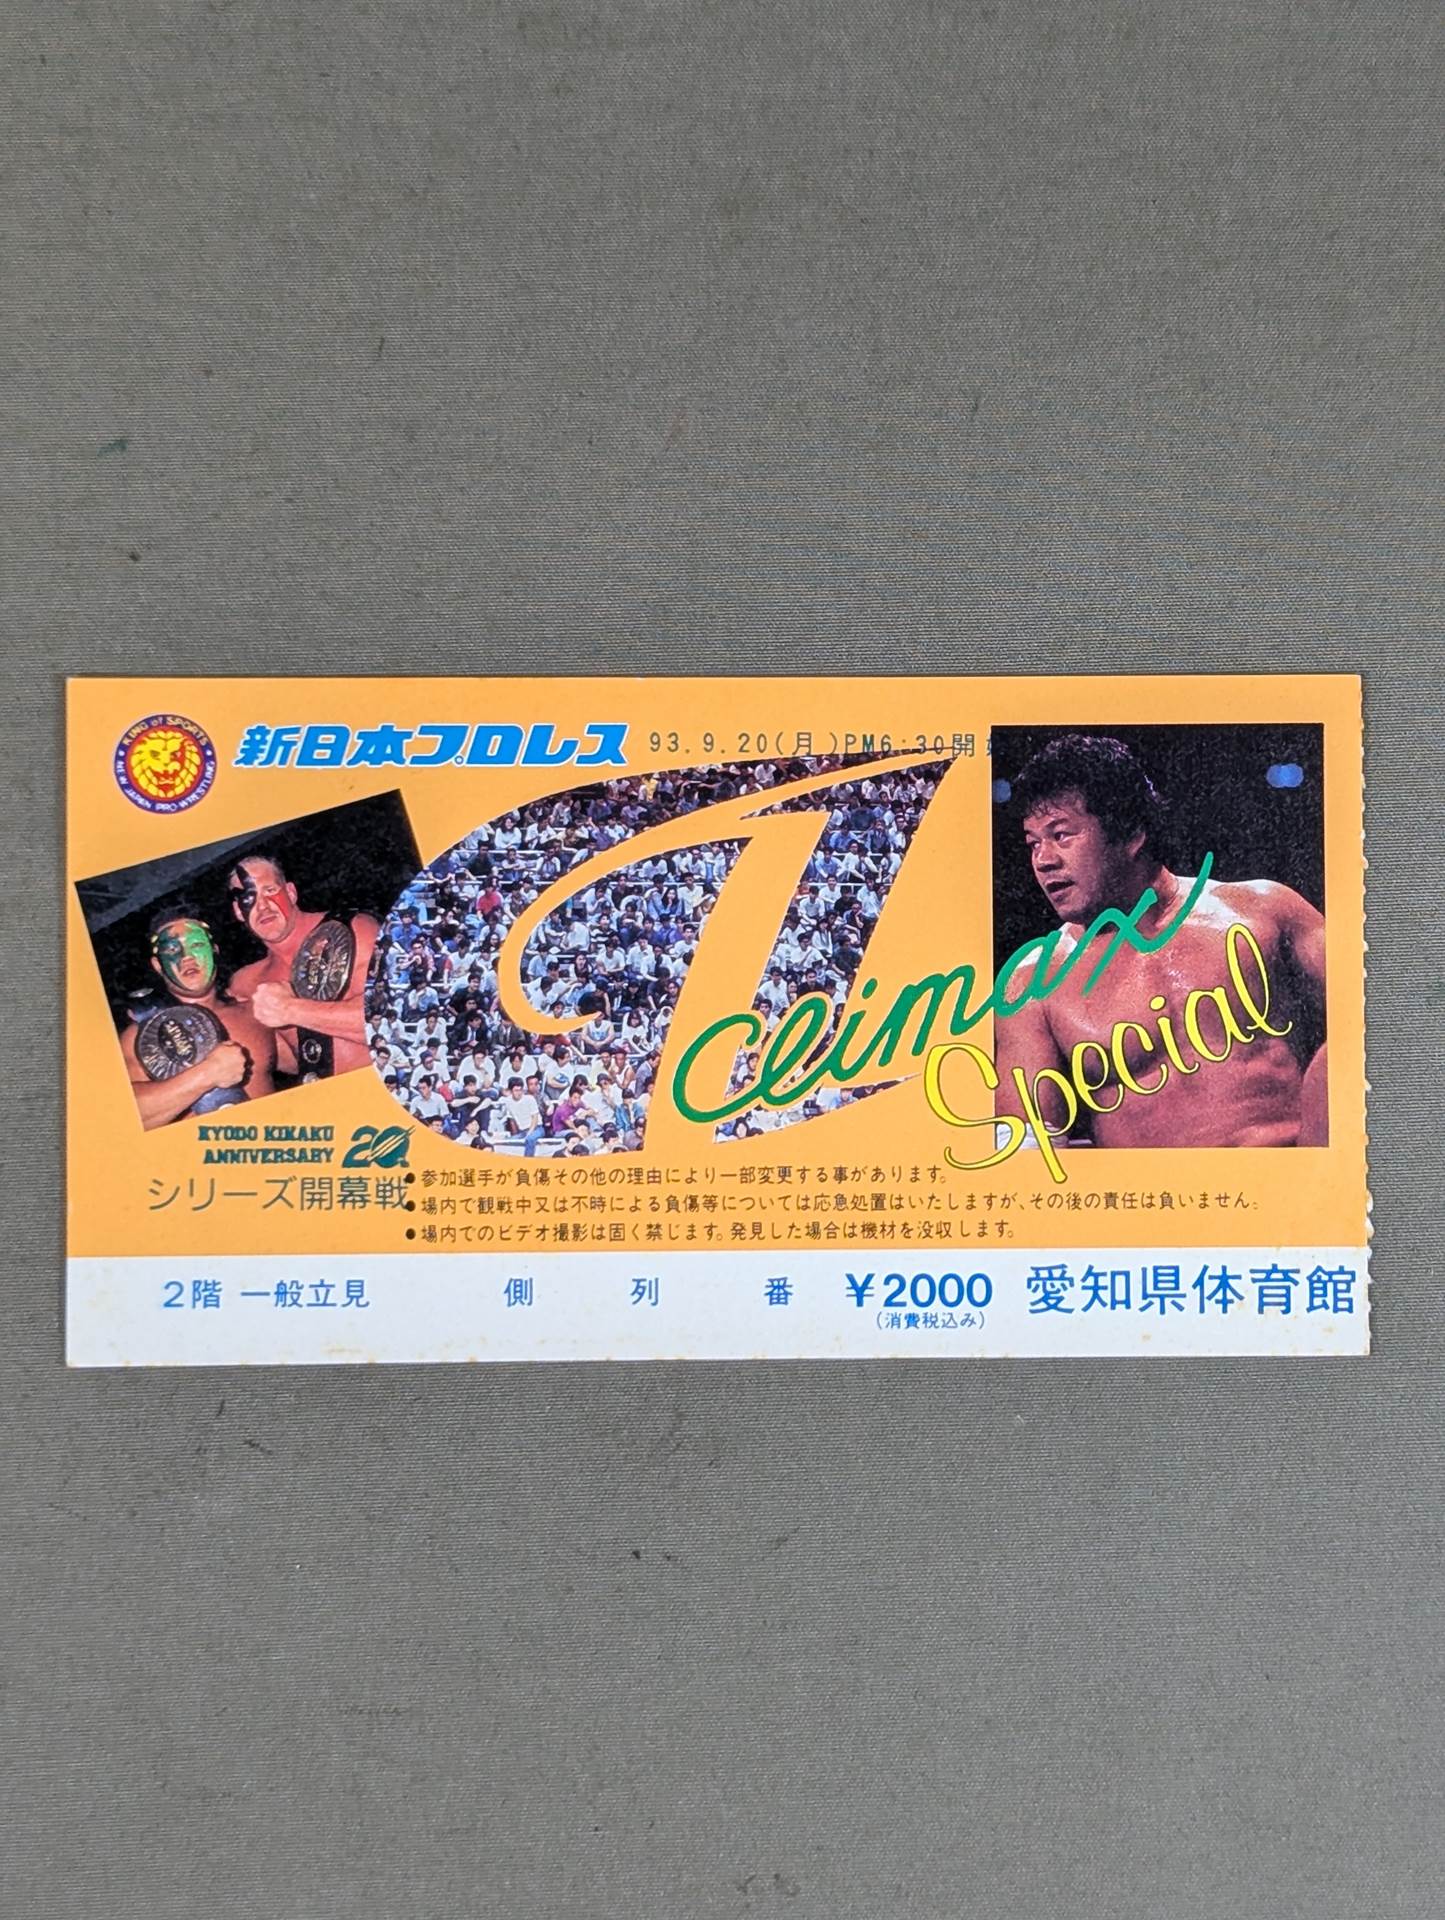 KING of SPORTS
NEW JAPAN PRO-WRESTLING
新日本プロレス
93.9.20(月)PM6:30開
G1
Climax
Special
KYODO KIKAKU
ANNIVERSARY 20
シリーズ開幕戦
●参加選手が負傷その他の理由により一部変更する事があります。
●場内で観戦中又は不時による負傷等については応急処置はいたしますが、その後の責任は負いません。
●場内でのビデオ撮影は固く禁じます。発見した場合は機材を没収します。
2階 一般立見 側 列 番 ¥2000 愛知県体育館
(消費税込み)